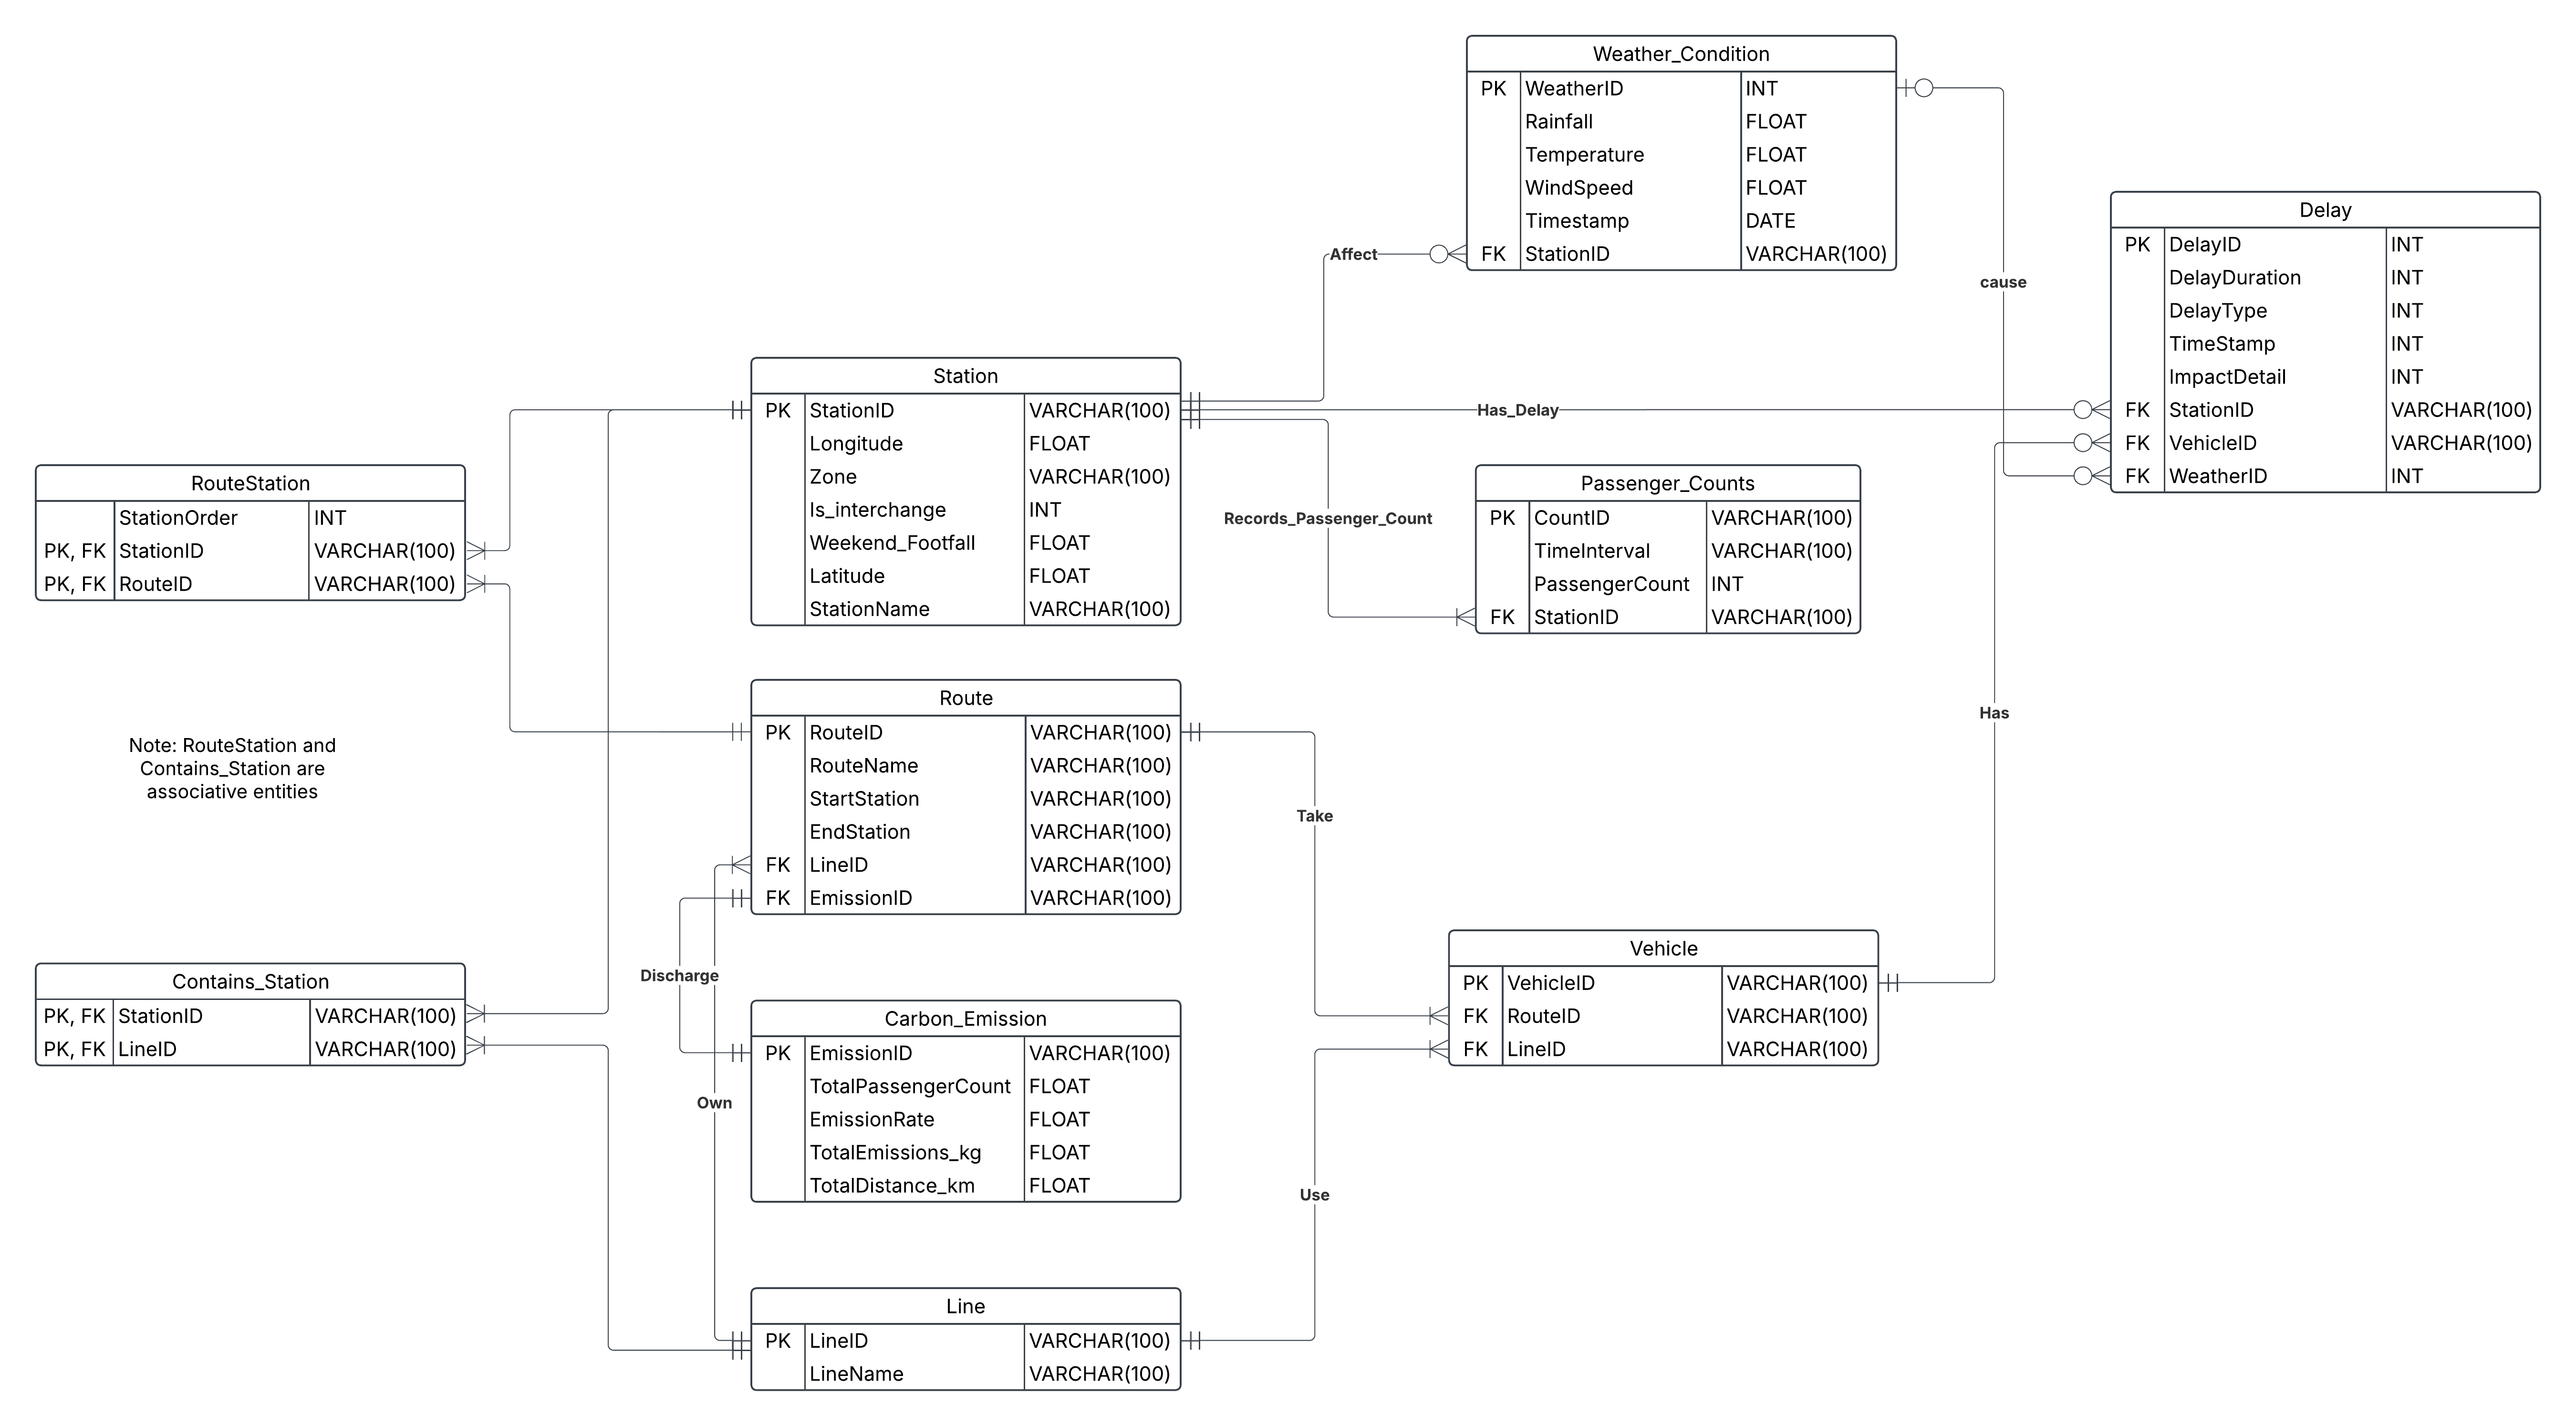 Weather_Condition
PK WeatherID INT
Rainfall FLOAT
Temperature FLOAT
WindSpeed FLOAT
Timestamp DATE
FK StationID VARCHAR(100)
Affect
cause
Delay
PK DelayID INT
DelayDuration INT
DelayType INT
TimeStamp INT
ImpactDetail INT
FK StationID VARCHAR(100)
FK VehicleID VARCHAR(100)
FK WeatherID INT
Station
PK StationID VARCHAR(100)
Longitude FLOAT
Zone VARCHAR(100)
Is_interchange INT
Weekend_Footfall FLOAT
Latitude FLOAT
StationName VARCHAR(100)
Has_Delay
RouteStation
StationOrder INT
PK, FK StationID VARCHAR(100)
PK, FK RouteID VARCHAR(100)
Records_Passenger_Count
Passenger_Counts
PK CountID VARCHAR(100)
TimeInterval VARCHAR(100)
PassengerCount INT
FK StationID VARCHAR(100)
Note: RouteStation and
Contains_Station are
associative entities
Route
PK RouteID VARCHAR(100)
RouteName VARCHAR(100)
StartStation VARCHAR(100)
EndStation VARCHAR(100)
FK LineID VARCHAR(100)
FK EmissionID VARCHAR(100)
Take
Has
Contains_Station
PK, FK StationID VARCHAR(100)
PK, FK LineID VARCHAR(100)
Discharge
Own
Carbon_Emission
PK EmissionID VARCHAR(100)
TotalPassengerCount FLOAT
EmissionRate FLOAT
TotalEmissions_kg FLOAT
TotalDistance_km FLOAT
Vehicle
PK VehicleID VARCHAR(100)
FK RouteID VARCHAR(100)
FK LineID VARCHAR(100)
Use
Line
PK LineID VARCHAR(100)
LineName VARCHAR(100)